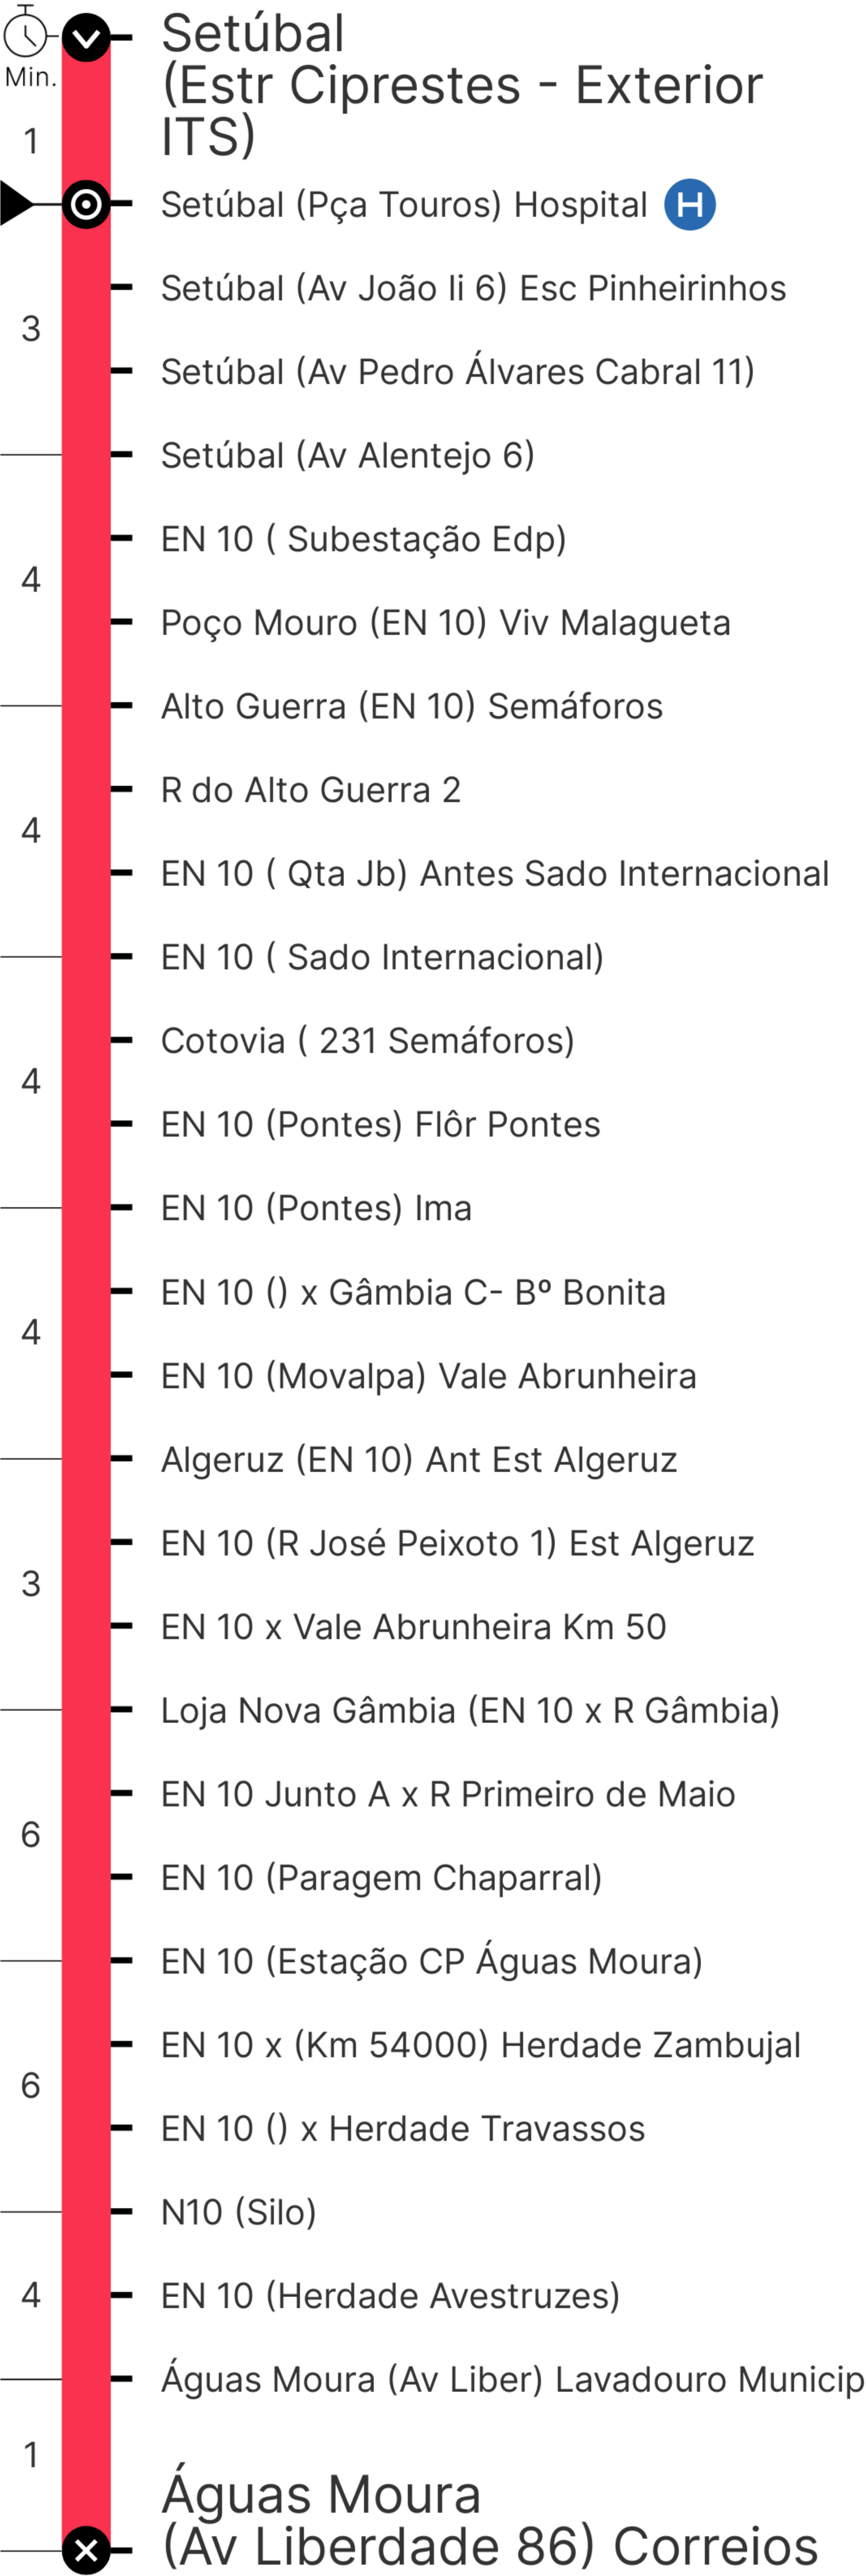 Setúbal
(Estr Ciprestes - Exterior
ITS)
Min.
1
Setúbal (Pça Touros) Hospital H
Setúbal (Av João Ii 6) Esc Pinheirinhos
3
Setúbal (Av Pedro Álvares Cabral 11)
Setúbal (Av Alentejo 6)
EN 10 ( Subestação Edp)
4
Poço Mouro (EN 10) Viv Malagueta
Alto Guerra (EN 10) Semáforos
R do Alto Guerra 2
4
EN 10 ( Qta Jb) Antes Sado Internacional
EN 10 ( Sado Internacional)
Cotovia ( 231 Semáforos)
4
EN 10 (Pontes) Flôr Pontes
EN 10 (Pontes) Ima
EN 10 () x Gâmbia C- Bº Bonita
4
EN 10 (Movalpa) Vale Abrunheira
Algeruz (EN 10) Ant Est Algeruz
EN 10 (R José Peixoto 1) Est Algeruz
3
EN 10 x Vale Abrunheira Km 50
Loja Nova Gâmbia (EN 10 x R Gâmbia)
EN 10 Junto A x R Primeiro de Maio
6
EN 10 (Paragem Chaparral)
EN 10 (Estação CP Águas Moura)
EN 10 x (Km 54000) Herdade Zambujal
6
EN 10 () x Herdade Travassos
N10 (Silo)
4
EN 10 (Herdade Avestruzes)
Águas Moura (Av Liber) Lavadouro Municip
1
Águas Moura
(Av Liberdade 86) Correios